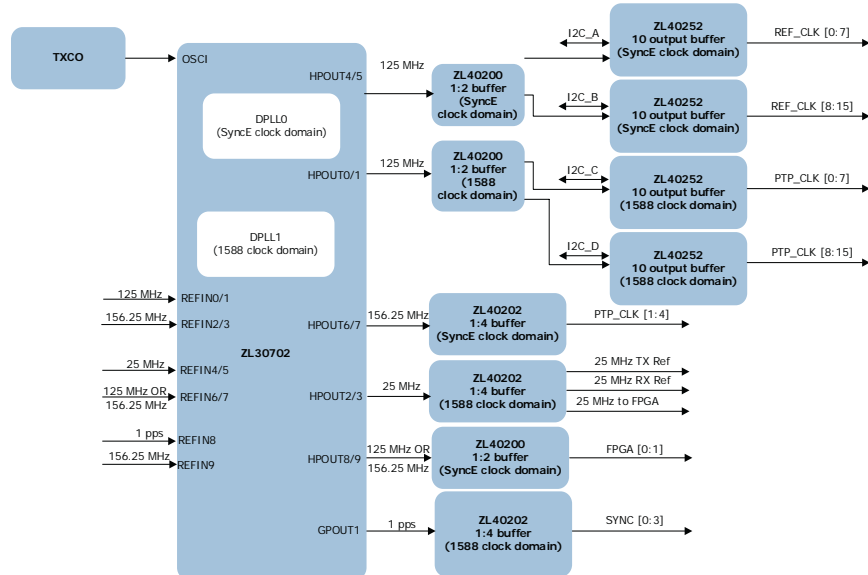 TXCO
OSCI
HPOUT4/5
DPLL0
(SyncE clock domain)
HPOUT0/1
DPLL1
(1588 clock domain)
REFIN0/1
REFIN2/3
HPOUT6/7
ZL30702
REFIN4/5
REFIN6/7
HPOUT2/3
REFIN8
REFIN9
HPOUT8/9
GPOUT1
125 MHz
156.25 MHz
25 MHz
125 MHz OR
156.25 MHz
1 pps
156.25 MHz
125 MHz
ZL40200
1:2 buffer
(SyncE clock
domain)
125 MHz
ZL40200
1:2 buffer
(1588 clock
domain)
I2C_A
ZL40252
10 output buffer
(SyncE clock domain)
REF_CLK [0:7]
I2C_B
ZL40252
10 output buffer
(SyncE clock domain)
REF_CLK [8:15]
I2C_C
ZL40252
10 output buffer
(1588 clock domain)
PTP_CLK [0:7]
I2C_D
ZL40252
10 output buffer
(1588 clock domain)
PTP_CLK [8:15]
156.25 MHz
ZL40202
1:4 buffer
(SyncE clock domain)
PTP_CLK [1:4]
25 MHz
ZL40202
1:4 buffer
(1588 clock domain)
25 MHz TX Ref
25 MHz RX Ref
25 MHz to FPGA
125 MHz OR
156.25 MHz
ZL40200
1:2 buffer
(SyncE clock domain)
FPGA [0:1]
1 pps
ZL40202
1:4 buffer
(1588 clock domain)
SYNC [0:3]